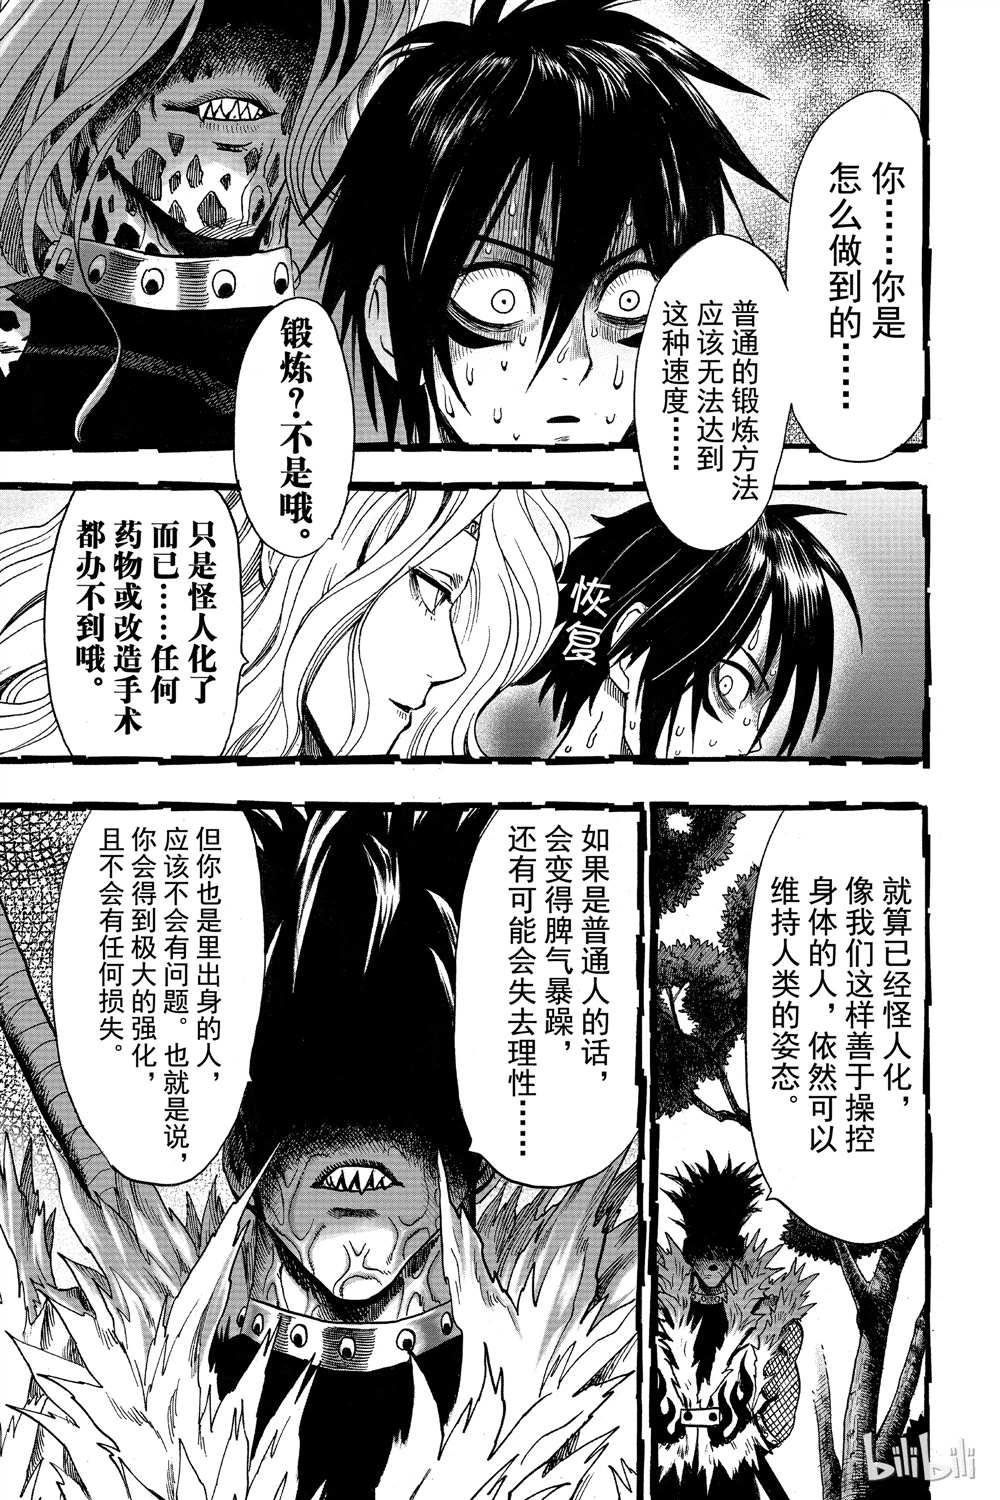 你……你是
怎么做到的……
普通的锻炼方法
应该无法达到
这种速度……
锻炼？不是哦。
恢复
只是怪人化了
而已……任何
药物或改造手术
都办不到哦。
就算已经怪人化，
像我们这样善于操控
身体的人，依然可以
维持人类的姿态。
如果是普通人的话，
会变得脾气暴躁，
还有可能会失去理性……
但你也是里出身的人，
应该不会有问题。也就是说，
你会得到极大的强化，
且不会有任何损失。
bilibili